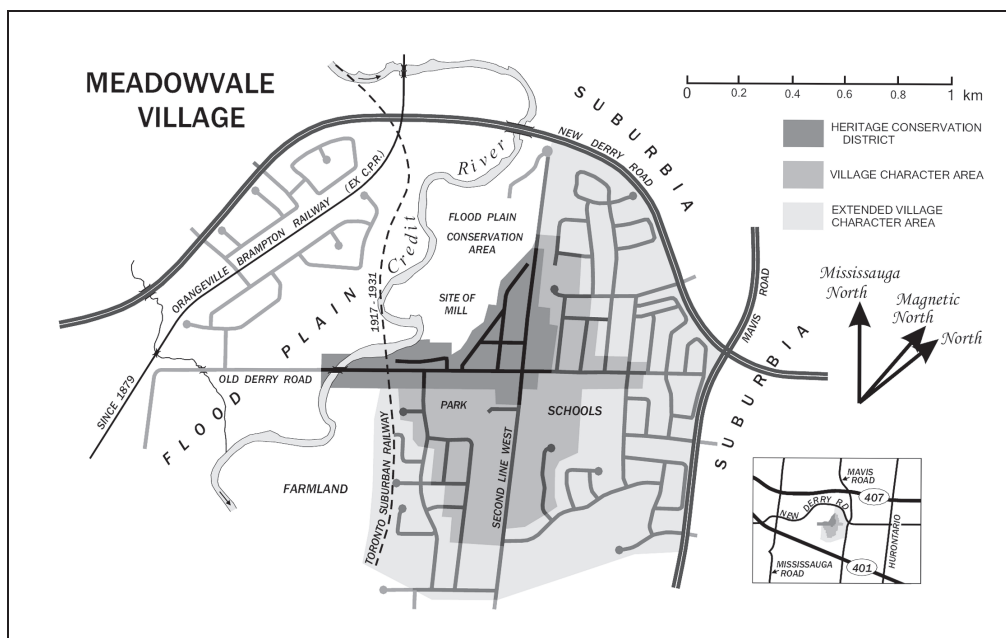 MEADOWVALE
VILLAGE
0
0.2
0.4
0.6
0.8
1 km
HERITAGE CONSERVATION
DISTRICT
VILLAGE CHARACTER AREA
EXTENDED VILLAGE
CHARACTER AREA
SUBURBIA
NEW DERRY ROAD
ORANGEVILLE BRAMPTON RAILWAY (EX C.P.R.)
Credit River
FLOOD PLAIN
CONSERVATION
AREA
SITE OF
MILL
1917 - 1931
FLOOD PLAIN
MAVIS ROAD
Mississauga
North
Magnetic
North
North
SUBURBIA
SINCE 1879
OLD DERRY ROAD
PARK
SCHOOLS
FARMLAND
TORONTO SUBURBAN RAILWAY
SECOND LINE WEST
MAVIS
ROAD
407
NEW DERRY RD
HURONTARIO
MISSISSAUGA
ROAD
401